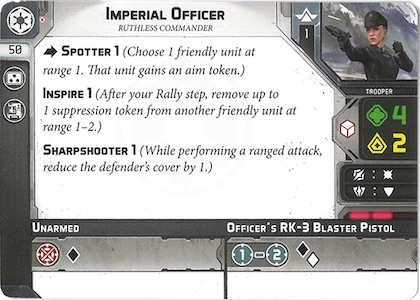 IMPERIAL OFFICER
RUTHLESS COMMANDER
50
1
SPOTTER 1 (Choose 1 friendly unit at
range 1. That unit gains an aim token.)
INSPIRE 1 (After your Rally step, remove up to
1 suppression token from another friendly unit at
range 1–2.)
SHARPSHOOTER 1 (While performing a ranged attack,
reduce the defender's cover by 1.)
TROOPER
4
2
UNARMED
OFFICER'S RK-3 BLASTER PISTOL
1 – 2